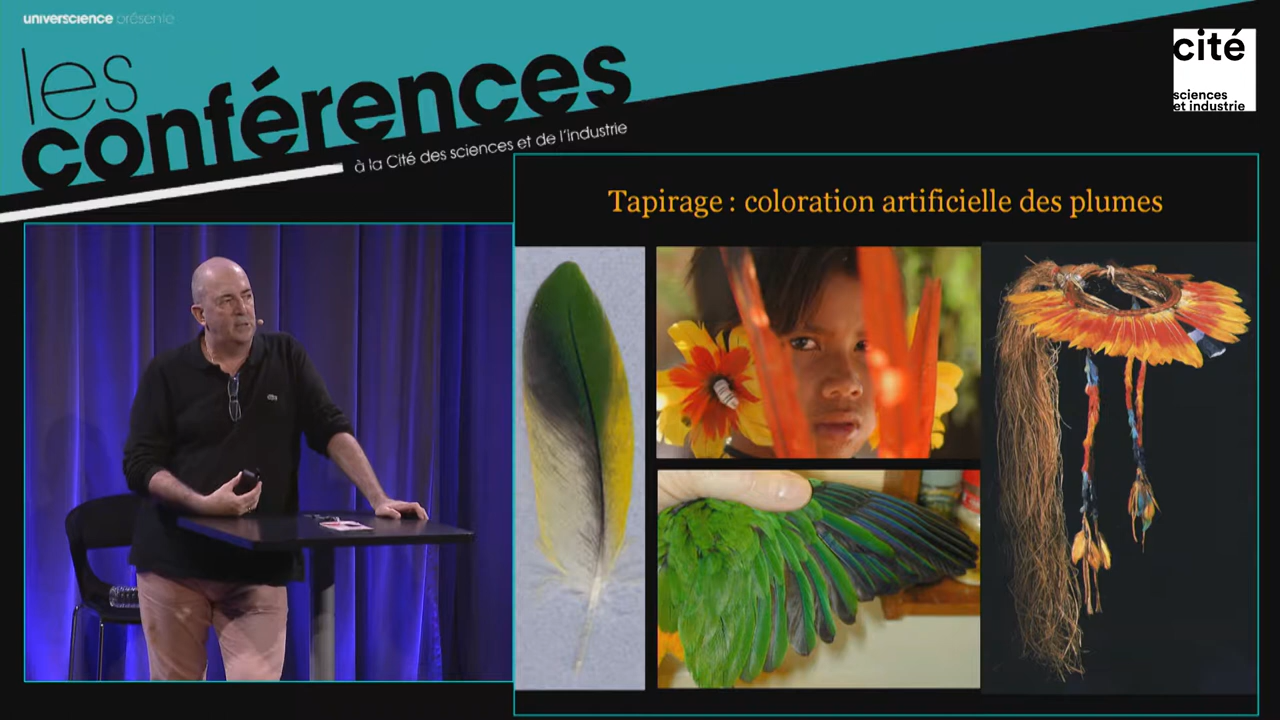 universcience présente
les
conférences
à la Cité des sciences et de l'industrie
cité
sciences
et industrie
Tapirage : coloration artificielle des plumes